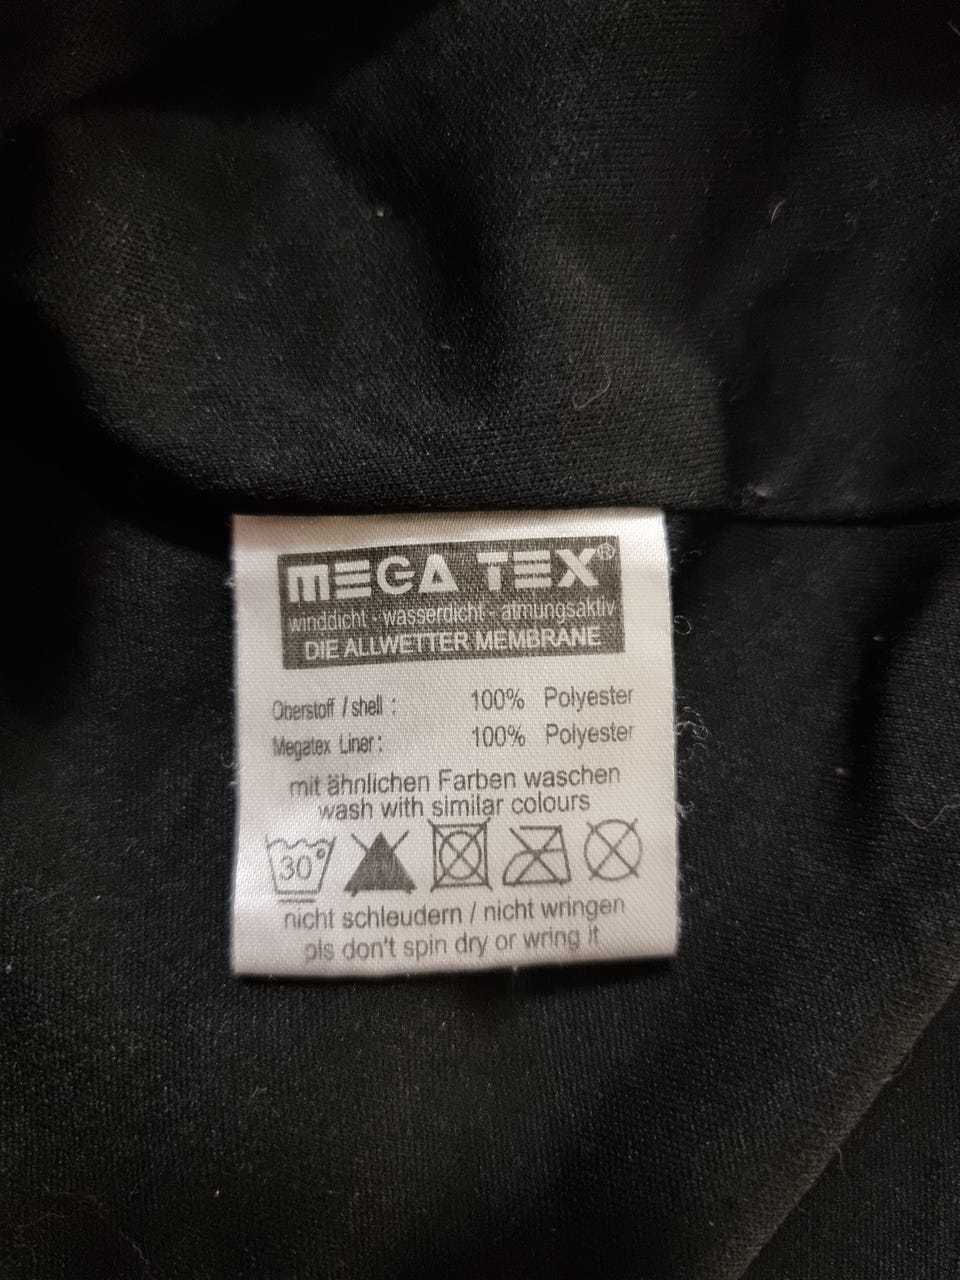 MEGA TEX®
winddicht - wasserdicht - atmungsaktiv
DIE ALLWETTER MEMBRANE
Oberstoff / shell : 100% Polyester
Megatex Liner: 100% Polyester
mit ähnlichen Farben waschen
wash with similar colours
30°
nicht schleudern / nicht wringen
pls don't spin dry or wring it